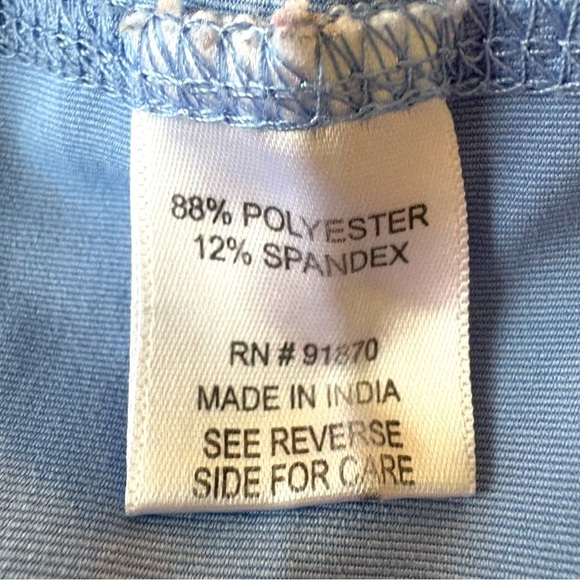 88% POLYESTER
12% SPANDEX
RN # 91870
MADE IN INDIA
SEE REVERSE
SIDE FOR CARE